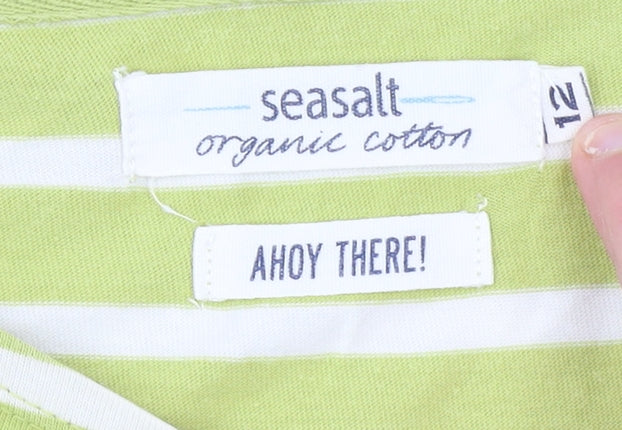 seasalt
organic cotton
12
AHOY THERE!